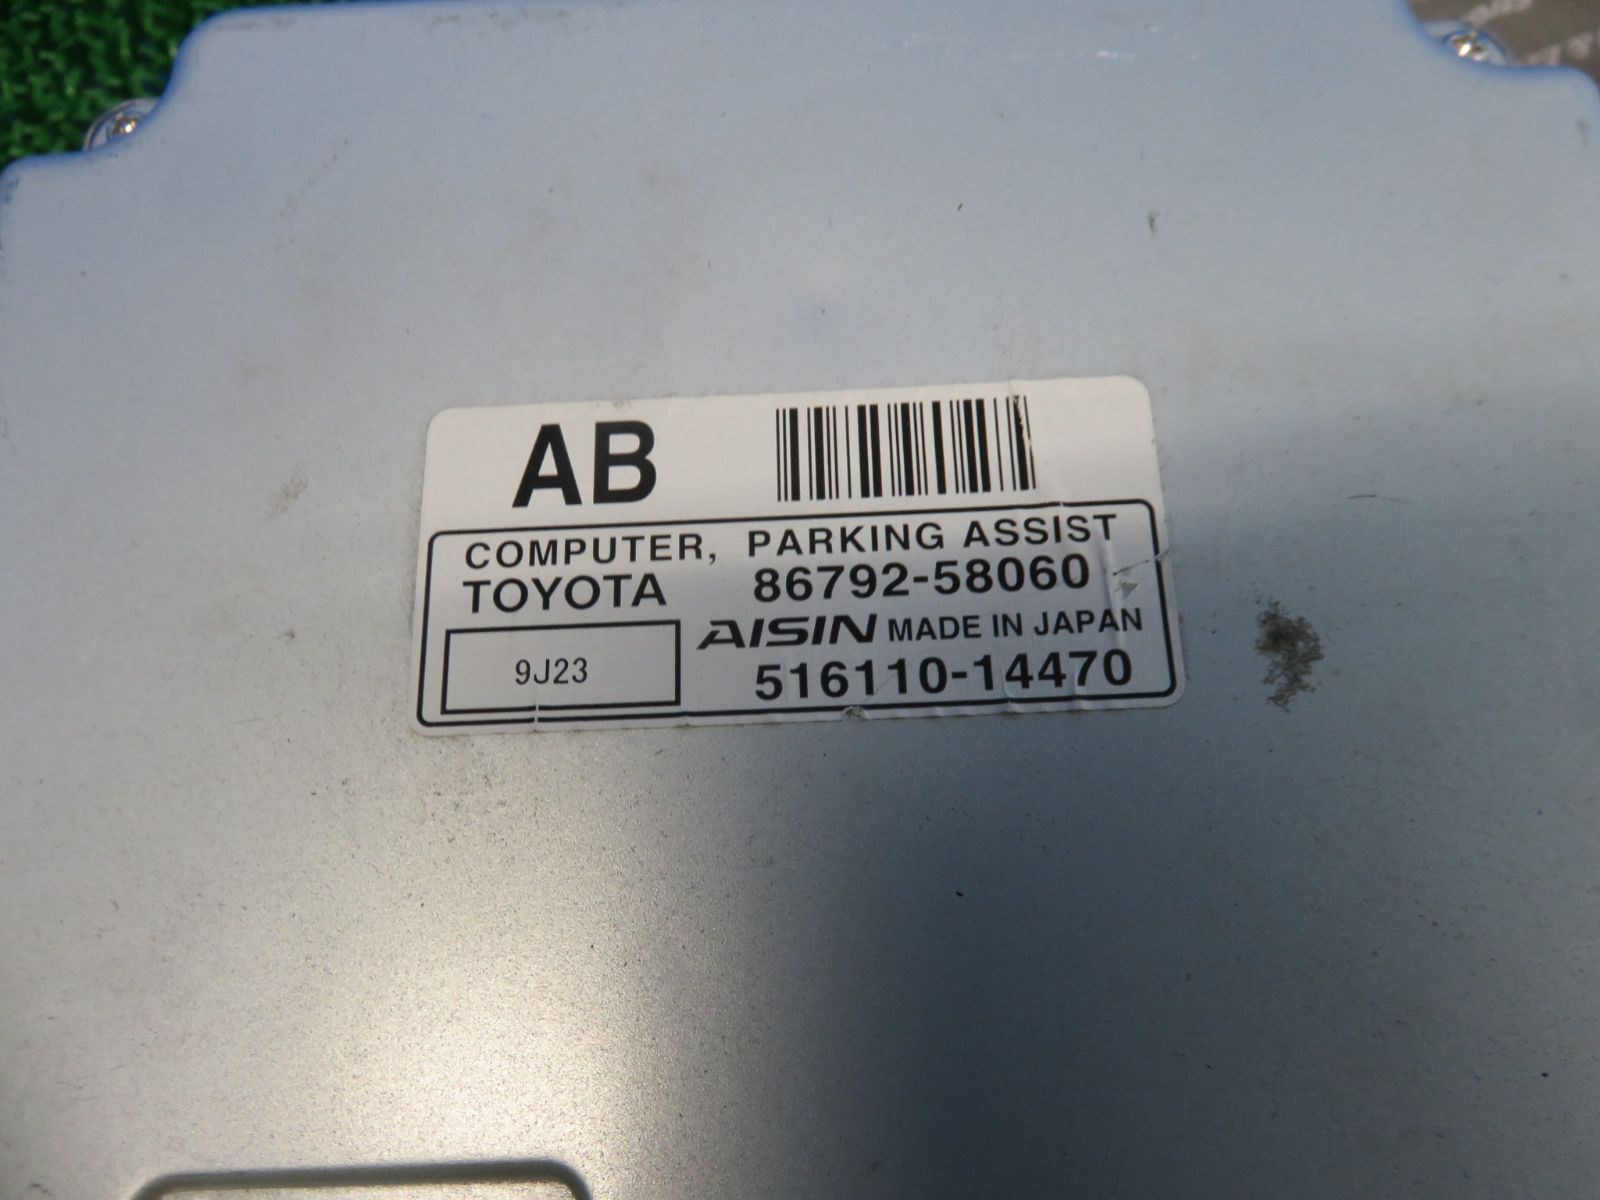 AB
COMPUTER, PARKING ASSIST
TOYOTA 86792-58060
AISIN MADE IN JAPAN
9J23
516110-14470